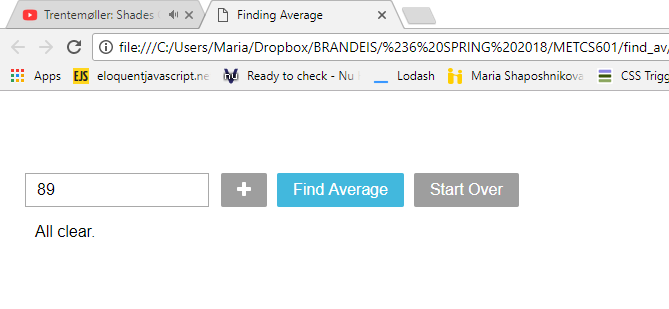 Trentemøller: Shades
Finding Average
file:///C:/Users/Maria/Dropbox/BRANDEIS/%236%20SPRING%202018/METCS601/find_av
Apps EJS eloquentjavascript.ne nu Ready to check - Nu Lodash Maria Shaposhnikova CSS Trigg
89 + Find Average Start Over
All clear.